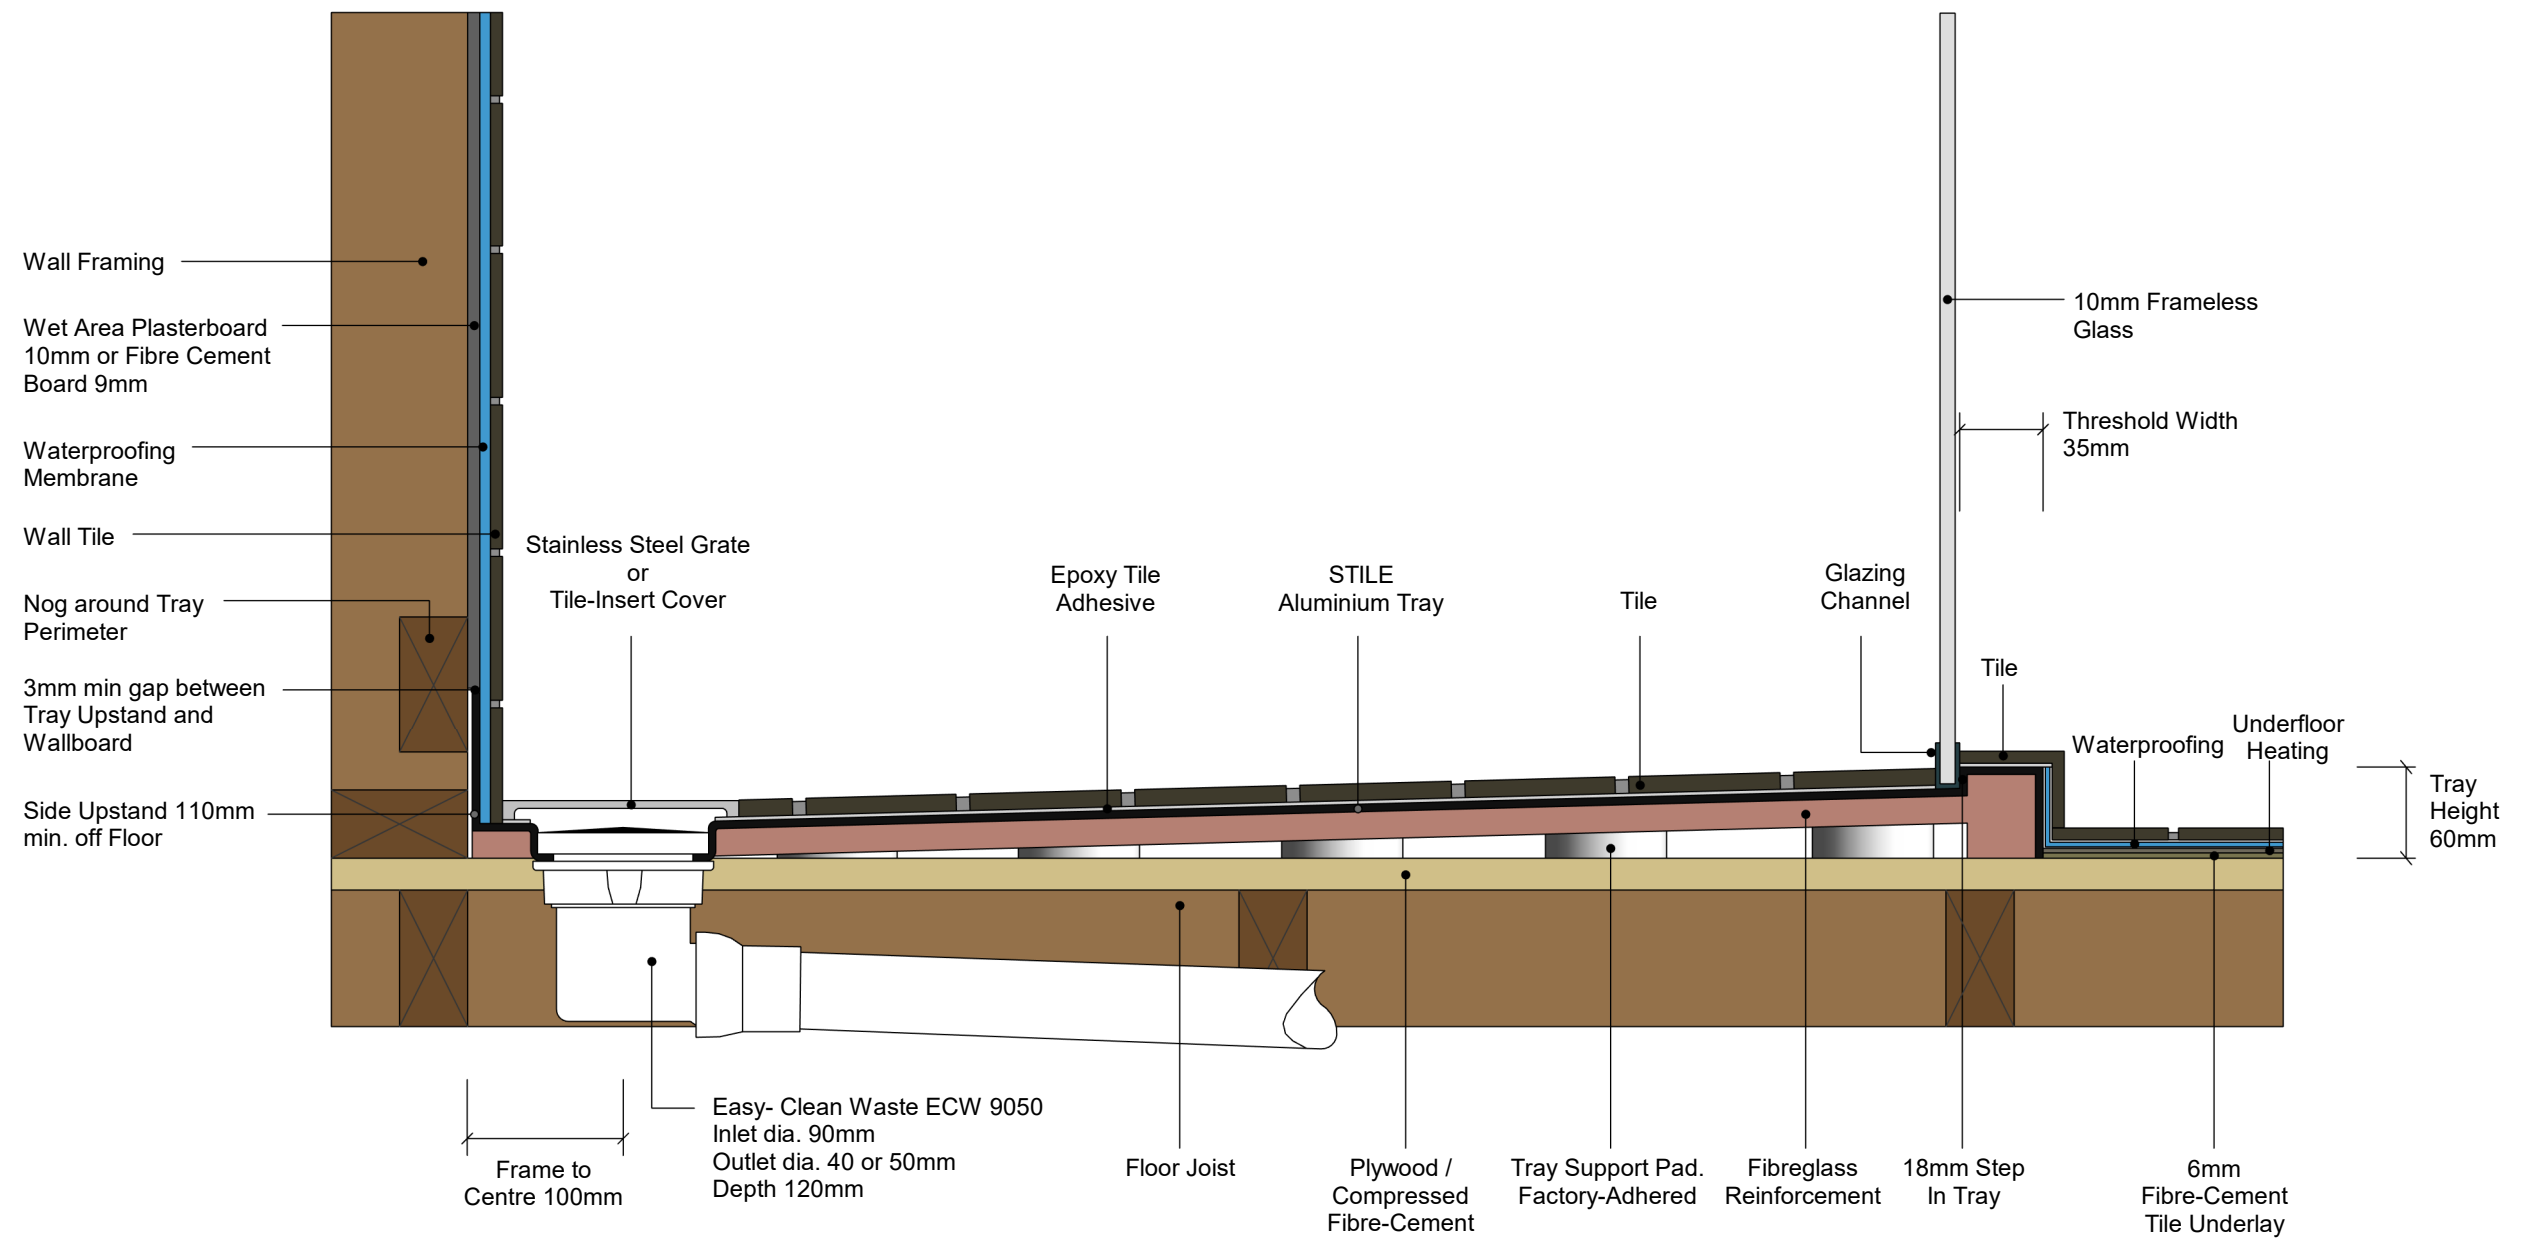 Wall Framing
Wet Area Plasterboard
10mm or Fibre Cement
Board 9mm
Waterproofing
Membrane
Wall Tile
Nog around Tray
Perimeter
3mm min gap between
Tray Upstand and
Wallboard
Side Upstand 110mm
min. off Floor
Stainless Steel Grate
or
Tile-Insert Cover
Epoxy Tile
Adhesive
STILE
Aluminium Tray
Tile
Glazing
Channel
10mm Frameless
Glass
Threshold Width
35mm
Tile
Waterproofing
Underfloor
Heating
Tray
Height
60mm
Frame to
Centre 100mm
Easy- Clean Waste ECW 9050
Inlet dia. 90mm
Outlet dia. 40 or 50mm
Depth 120mm
Floor Joist
Plywood /
Compressed
Fibre-Cement
Tray Support Pad.
Factory-Adhered
Fibreglass
Reinforcement
18mm Step
In Tray
6mm
Fibre-Cement
Tile Underlay